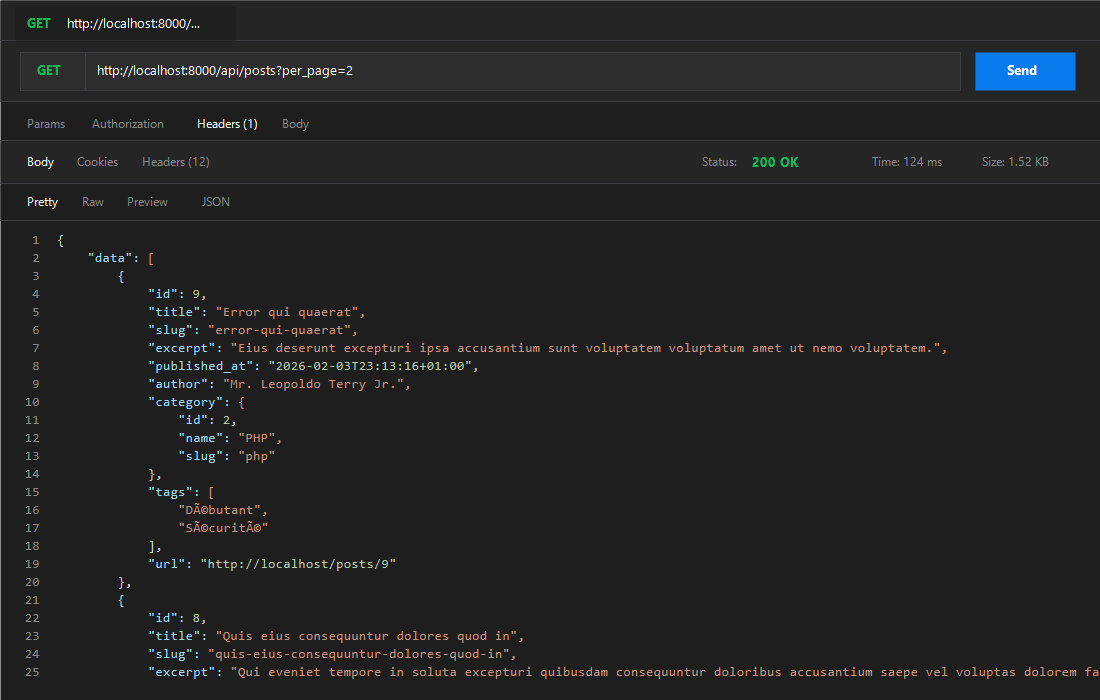 GET http://localhost:8000/...
GET http://localhost:8000/api/posts?per_page=2 Send
Params Authorization Headers (1) Body
Body Cookies Headers (12) Status: 200 OK Time: 124 ms Size: 1.52 KB
Pretty Raw Preview JSON
1 {
2 "data": [
3 {
4 "id": 9,
5 "title": "Error qui quaerat",
6 "slug": "error-qui-quaerat",
7 "excerpt": "Eius deserunt excepturi ipsa accusantium sunt voluptatem voluptatum amet ut nemo voluptatem.",
8 "published_at": "2026-02-03T23:13:16+01:00",
9 "author": "Mr. Leopoldo Terry Jr.",
10 "category": {
11 "id": 2,
12 "name": "PHP",
13 "slug": "php"
14 },
15 "tags": [
16 "DÃ©butant",
17 "SÃ©curitÃ©"
18 ],
19 "url": "http://localhost/posts/9"
20 },
21 {
22 "id": 8,
23 "title": "Quis eius consequuntur dolores quod in",
24 "slug": "quis-eius-consequuntur-dolores-quod-in",
25 "excerpt": "Qui eveniet tempore in soluta excepturi quibusdam consequuntur doloribus accusantium saepe vel voluptas dolorem fa